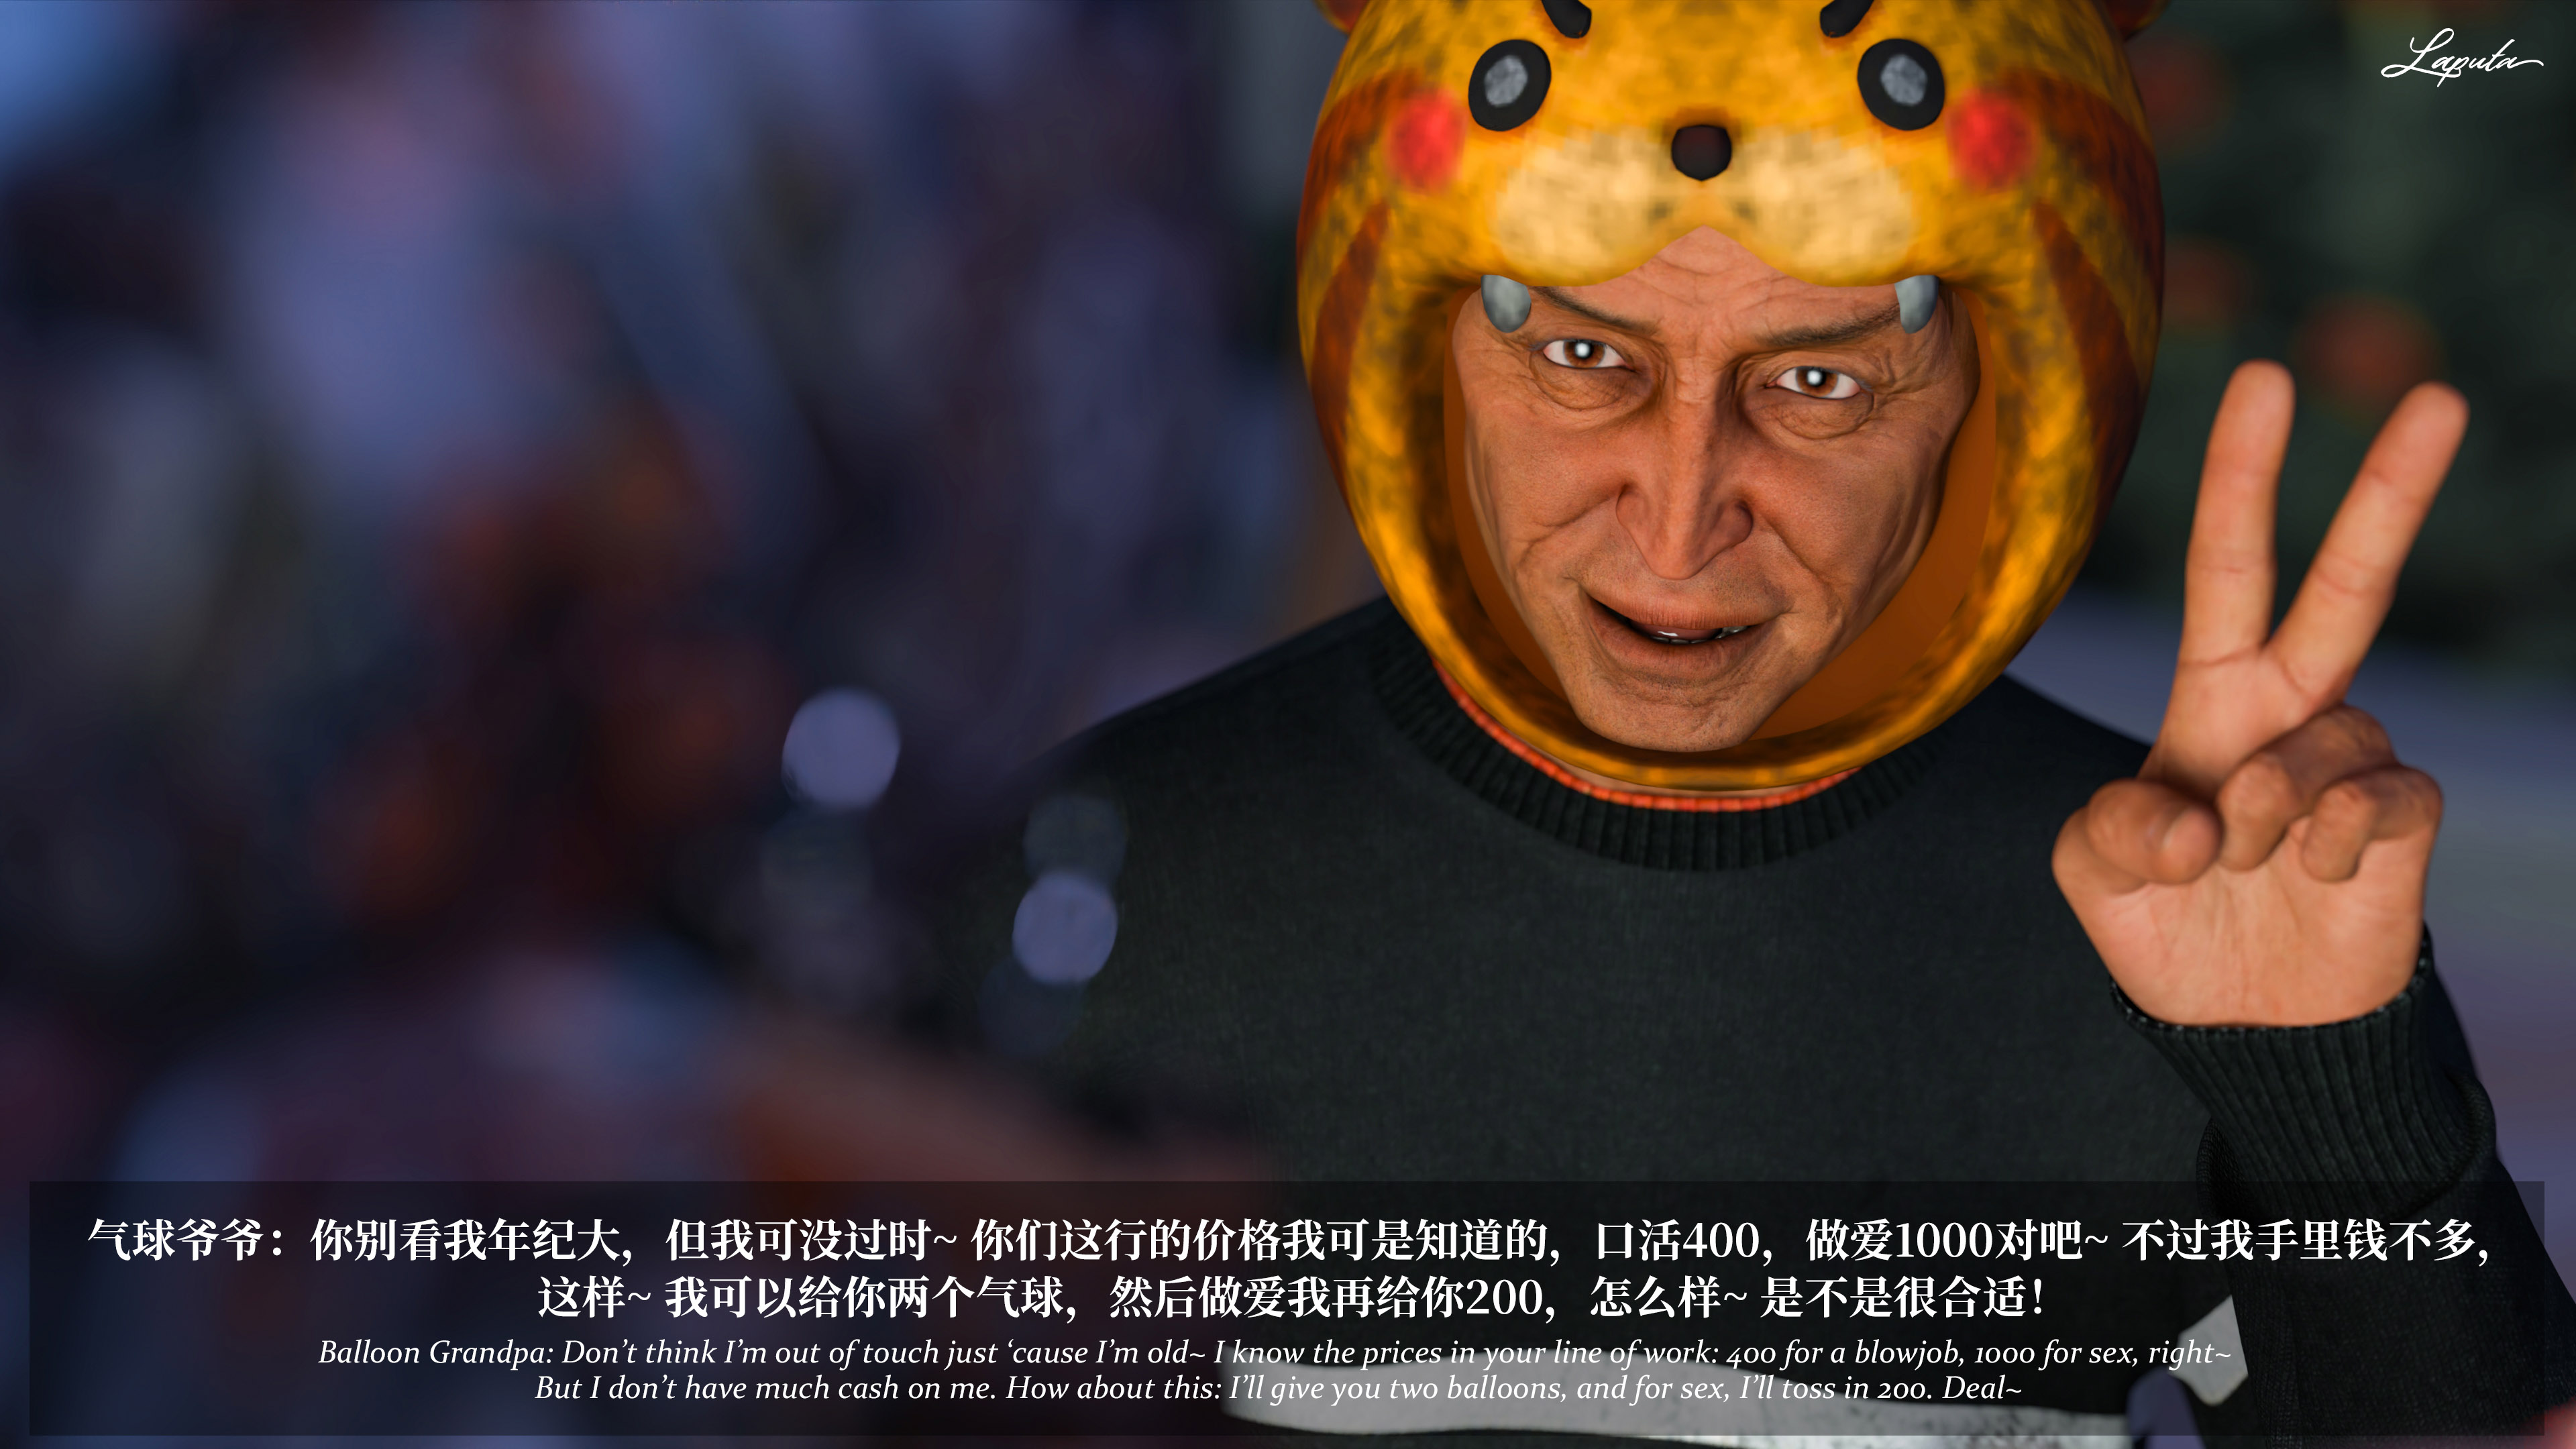 Laputa
气球爷爷：你别看我年纪大，但我可没过时~ 你们这行的价格我可是知道的，口活400，做爱1000对吧~ 不过我手里钱不多，
这样~ 我可以给你两个气球，然后做爱我再给你200，怎么样~ 是不是很合适！
Balloon Grandpa: Don’t think I’m out of touch just ‘cause I’m old~ I know the prices in your line of work: 400 for a blowjob, 1000 for sex, right~
But I don’t have much cash on me. How about this: I’ll give you two balloons, and for sex, I’ll toss in 200. Deal~